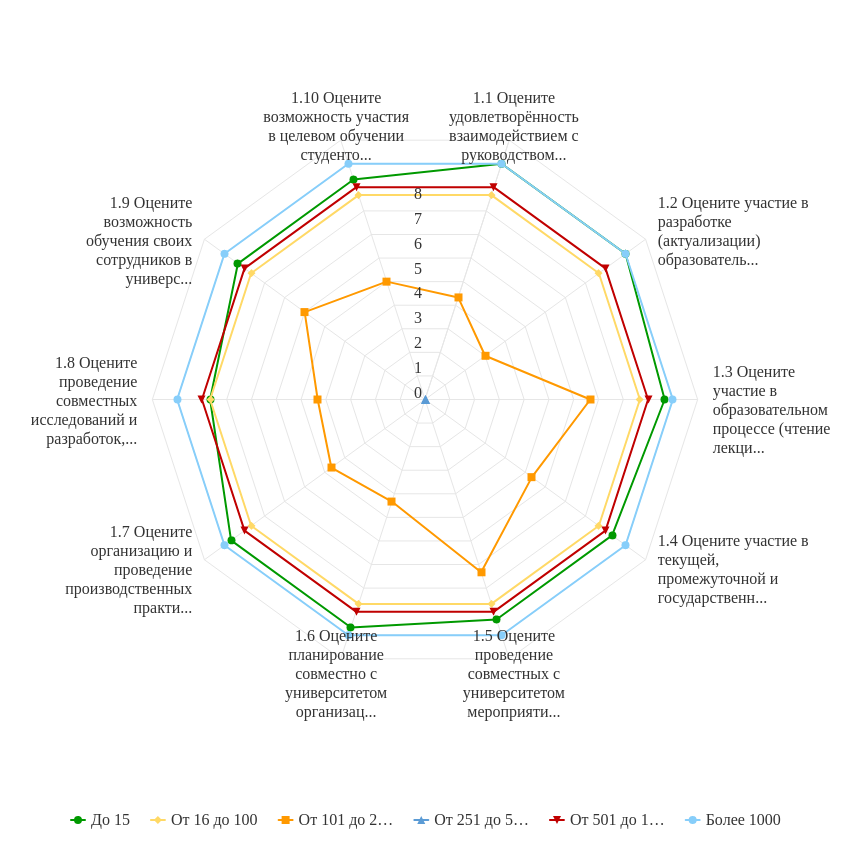 1.10 Оцените
возможность участия
в целевом обучении
студенто...
1.1 Оцените
удовлетворённость
взаимодействием с
руководством...
1.9 Оцените
возможность
обучения своих
сотрудников в
универс...
1.2 Оцените участие в
разработке
(актуализации)
образователь...
8
7
6
5
4
3
2
1
0
1.8 Оцените
проведение
совместных
исследований и
разработок,...
1.3 Оцените
участие в
образовательном
процессе (чтение
лекци...
1.7 Оцените
организацию и
проведение
производственных
практи...
1.4 Оцените участие в
текущей,
промежуточной и
государственн...
1.6 Оцените
планирование
совместно с
университетом
организац...
1.5 Оцените
проведение
совместных с
университетом
мероприяти...
До 15
От 16 до 100
От 101 до 2…
От 251 до 5…
От 501 до 1…
Более 1000